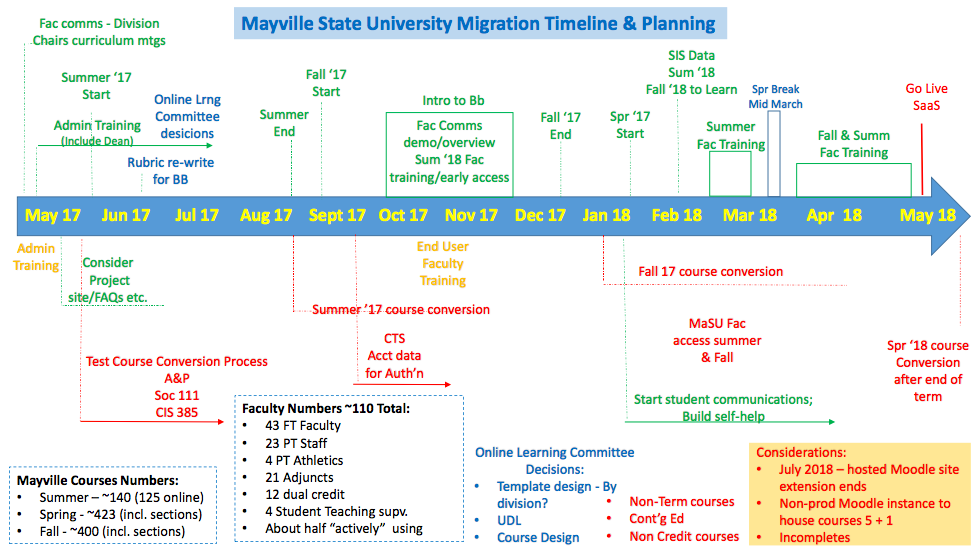 Mayville State University Migration Timeline & Planning
Fac comms - Division
Chairs curriculum mtgs
Summer ‘17
Start
Admin Training
(Include Dean)
Online Lrng
Committee
desicions
Rubric re-write
for BB
Summer
End
Fall ‘17
Start
Intro to Bb
Fac Comms
demo/overview
Sum ‘18 Fac
training/early access
Fall ‘17
End
Spr ‘17
Start
SIS Data
Sum ‘18
Fall ‘18 to Learn
Summer
Fac Training
Spr Break
Mid March
Fall & Summ
Fac Training
Go Live
SaaS
May 17 Jun 17 Jul 17 Aug 17 Sept 17 Oct 17 Nov 17 Dec 17 Jan 18 Feb 18 Mar 18 Apr 18 May 18
Admin
Training
Consider
Project
site/FAQs etc.
Test Course Conversion Process
A&P
Soc 111
CIS 385
Summer ’17 course conversion
CTS
Acct data
for Auth’n
End User
Faculty
Training
Fall 17 course conversion
MaSU Fac
access summer
& Fall
Start student communications;
Build self-help
Spr ‘18 course
Conversion
after end of
term
Mayville Courses Numbers:
• Summer – ~140 (125 online)
• Spring - ~423 (incl. sections)
• Fall - ~400 (incl. sections)
Faculty Numbers ~110 Total:
• 43 FT Faculty
• 23 PT Staff
• 4 PT Athletics
• 21 Adjuncts
• 12 dual credit
• 4 Student Teaching supv.
• About half “actively” using
Online Learning Committee
Decisions:
• Template design - By
division?
• UDL
• Course Design
• Non-Term courses
• Cont’g Ed
• Non Credit courses
Considerations:
• July 2018 – hosted Moodle site
extension ends
• Non-prod Moodle instance to
house courses 5 + 1
• Incompletes